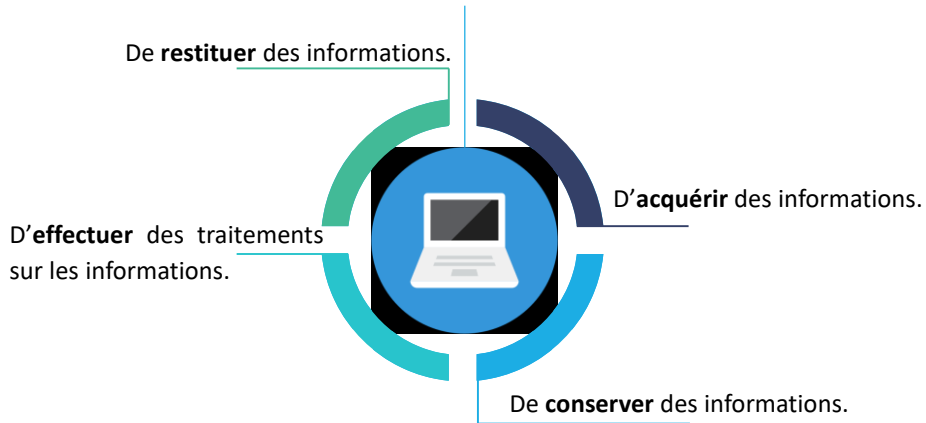 De restituer des informations.
D’acquérir des informations.
D’effectuer des traitements
sur les informations.
De conserver des informations.